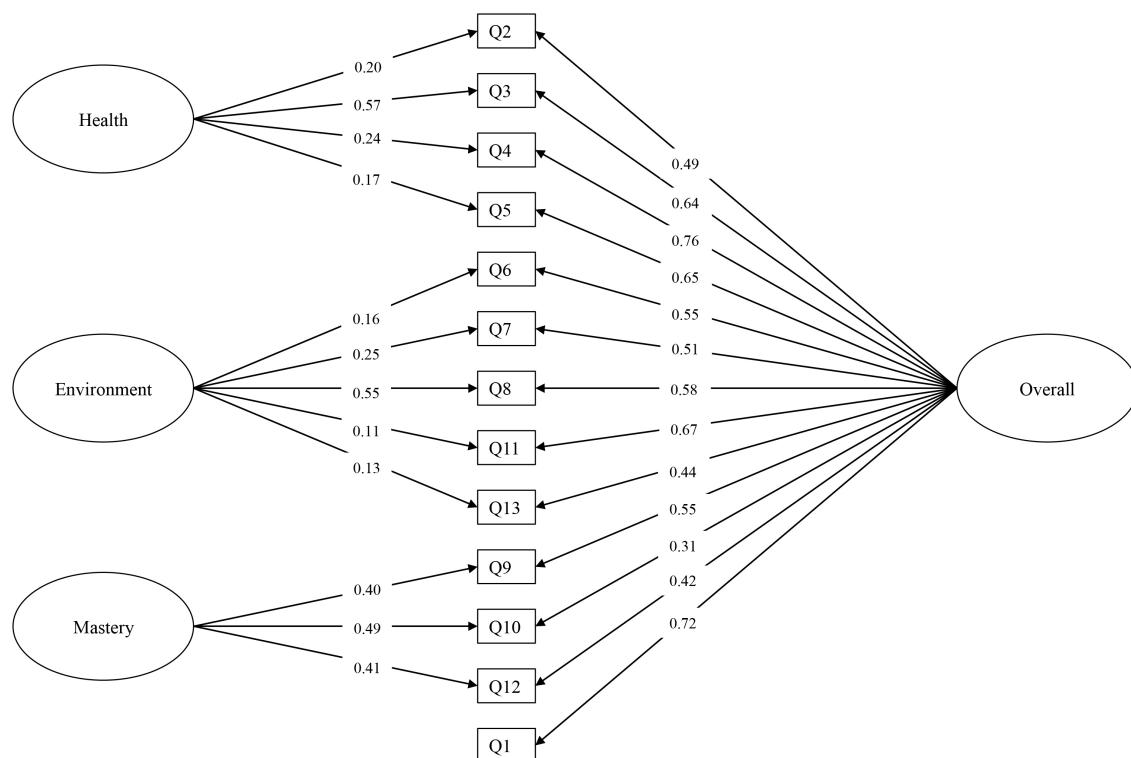 Health
Environment
Mastery
0.20
0.57
0.24
0.17
0.16
0.25
0.55
0.11
0.13
0.40
0.49
0.41
Q2
Q3
Q4
Q5
Q6
Q7
Q8
Q11
Q13
Q9
Q10
Q12
Q1
0.49
0.64
0.76
0.65
0.55
0.51
0.58
0.67
0.44
0.55
0.31
0.42
0.72
Overall